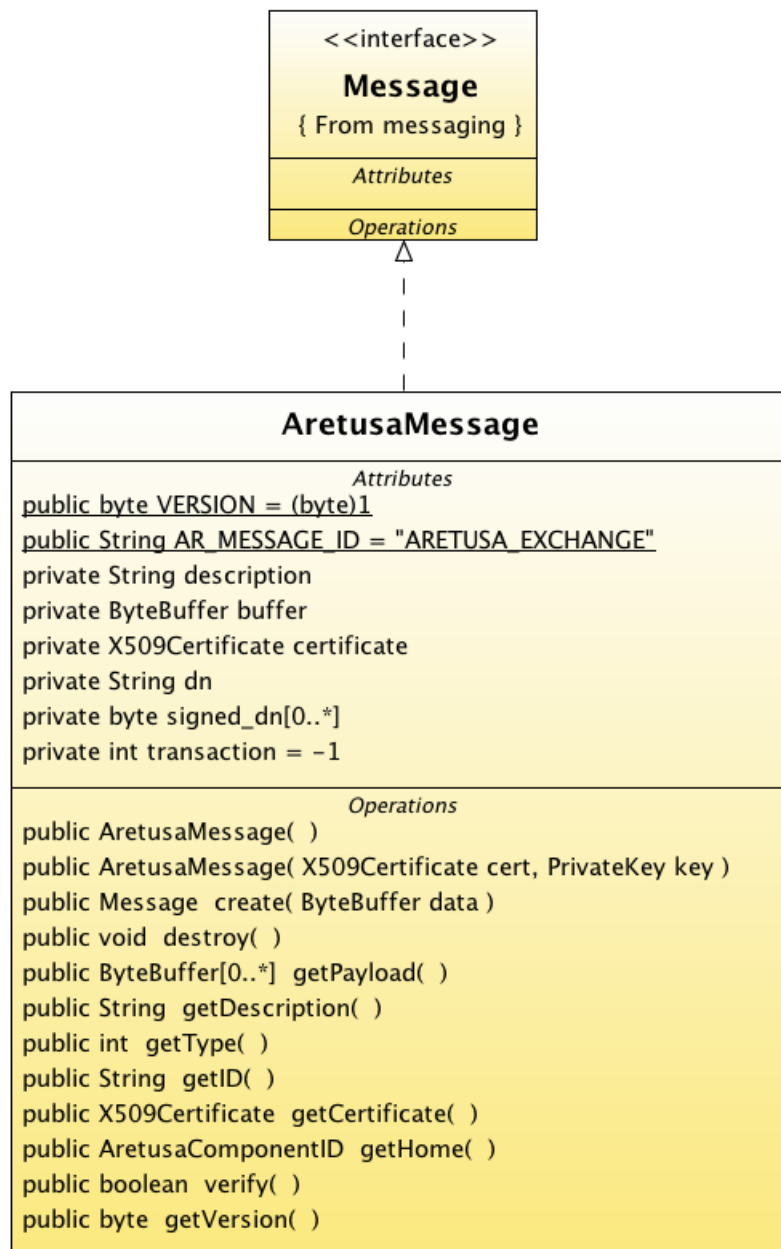 <<interface>>
Message
{ From messaging }
Attributes
Operations
AretusaMessage
Attributes
public byte VERSION = (byte)1
public String AR_MESSAGE_ID = "ARETUSA_EXCHANGE"
private String description
private ByteBuffer buffer
private X509Certificate certificate
private String dn
private byte signed_dn[0..*]
private int transaction = -1
Operations
public AretusaMessage( )
public AretusaMessage( X509Certificate cert, PrivateKey key )
public Message create( ByteBuffer data )
public void destroy( )
public ByteBuffer[0..*] getPayload( )
public String getDescription( )
public int getType( )
public String getID( )
public X509Certificate getCertificate( )
public AretusaComponentID getHome( )
public boolean verify( )
public byte getVersion( )